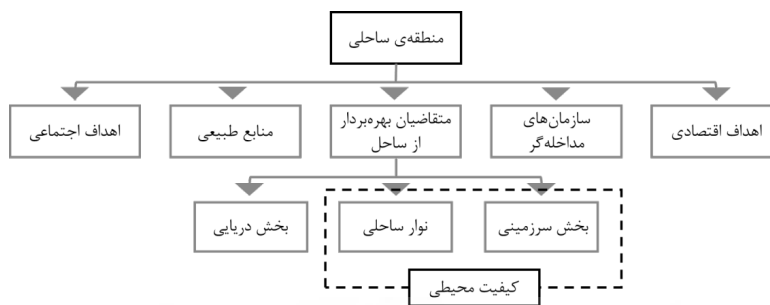 منطقه‌ی ساحلی
اهداف اقتصادی
سازمان‌های
مداخله‌گر
متقاضیان بهره‌بردار
از ساحل
منابع طبیعی
اهداف اجتماعی
بخش سرزمینی
نوار ساحلی
بخش دریایی
کیفیت محیطی